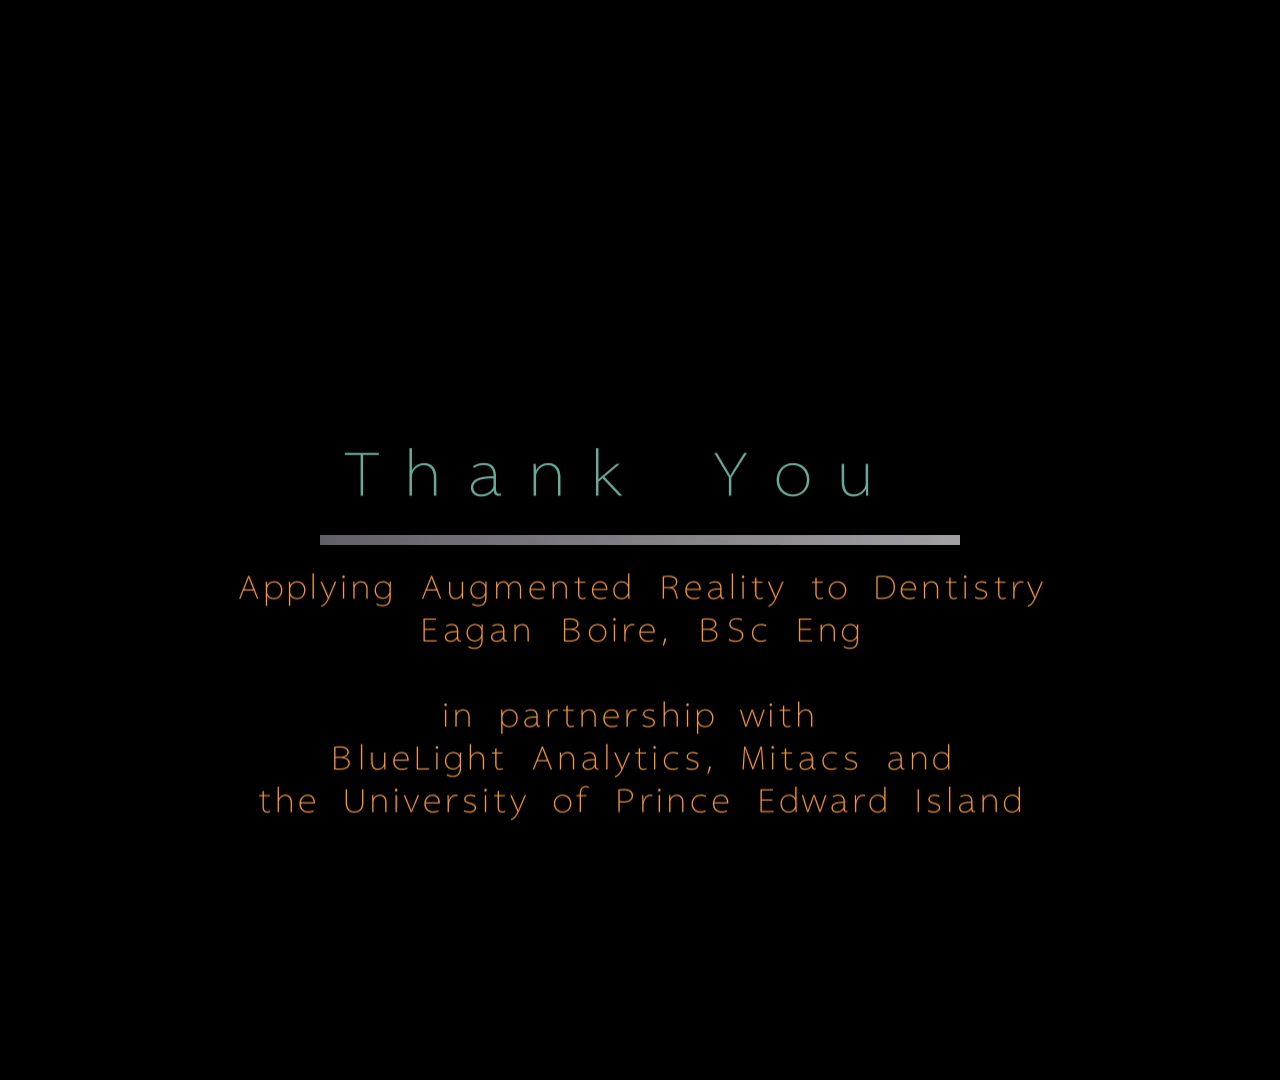 Thank You
Applying Augmented Reality to Dentistry
Eagan Boire, BSc Eng
in partnership with
BlueLight Analytics, Mitacs and
the University of Prince Edward Island